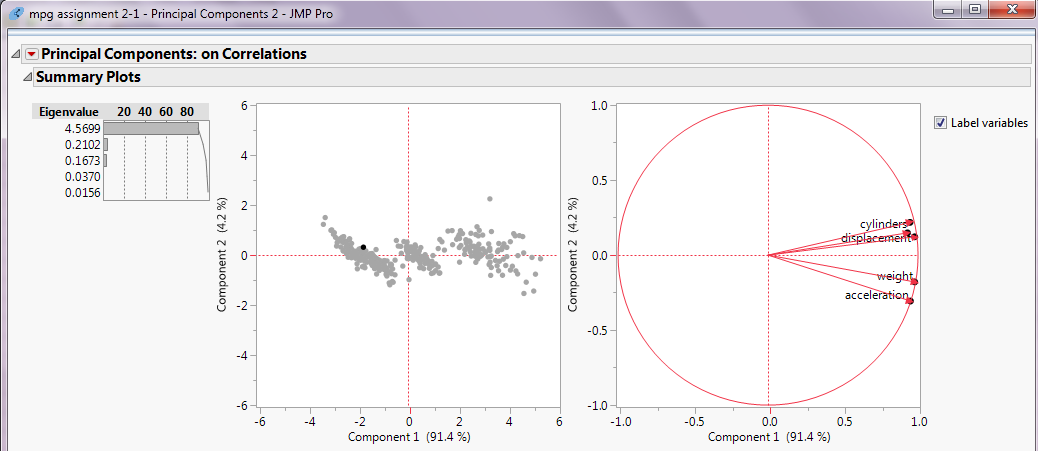 mpg assignment 2-1 - Principal Components 2 - JMP Pro
Principal Components: on Correlations
Summary Plots
Eigenvalue 20 40 60 80
4.5699
0.2102
0.1673
0.0370
0.0156
6
4
2
0
-2
-4
-6
Component 2 (4.2 %)
-6 -4 -2 0 2 4 6
Component 1 (91.4 %)
1.0
0.5
0.0
-0.5
-1.0
Component 2 (4.2 %)
cylinders
displacement
weight
acceleration
-1.0 -0.5 0.0 0.5 1.0
Component 1 (91.4 %)
Label variables